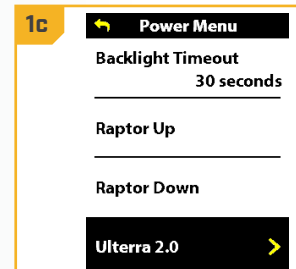 1c
Power Menu
Backlight Timeout
30 seconds
Raptor Up
Raptor Down
Ulterra 2.0